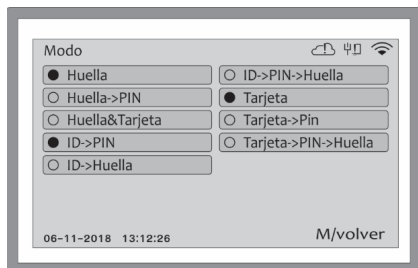 Modo
Huella
Huella->PIN
Huella&Tarjeta
ID->PIN
ID->Huella
ID->PIN->Huella
Tarjeta
Tarjeta->Pin
Tarjeta->PIN->Huella
06-11-2018 13:12:26
M/volver